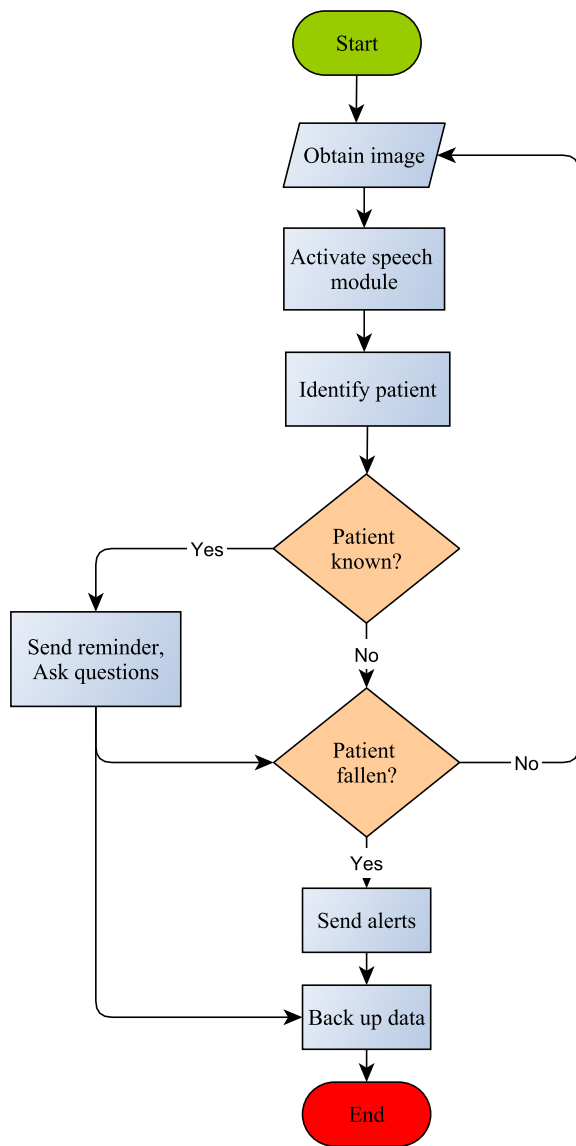 Start
Obtain image
Activate speech
module
Identify patient
Patient
known?
Yes
No
Send reminder,
Ask questions
Patient
fallen?
No
Yes
Send alerts
Back up data
End